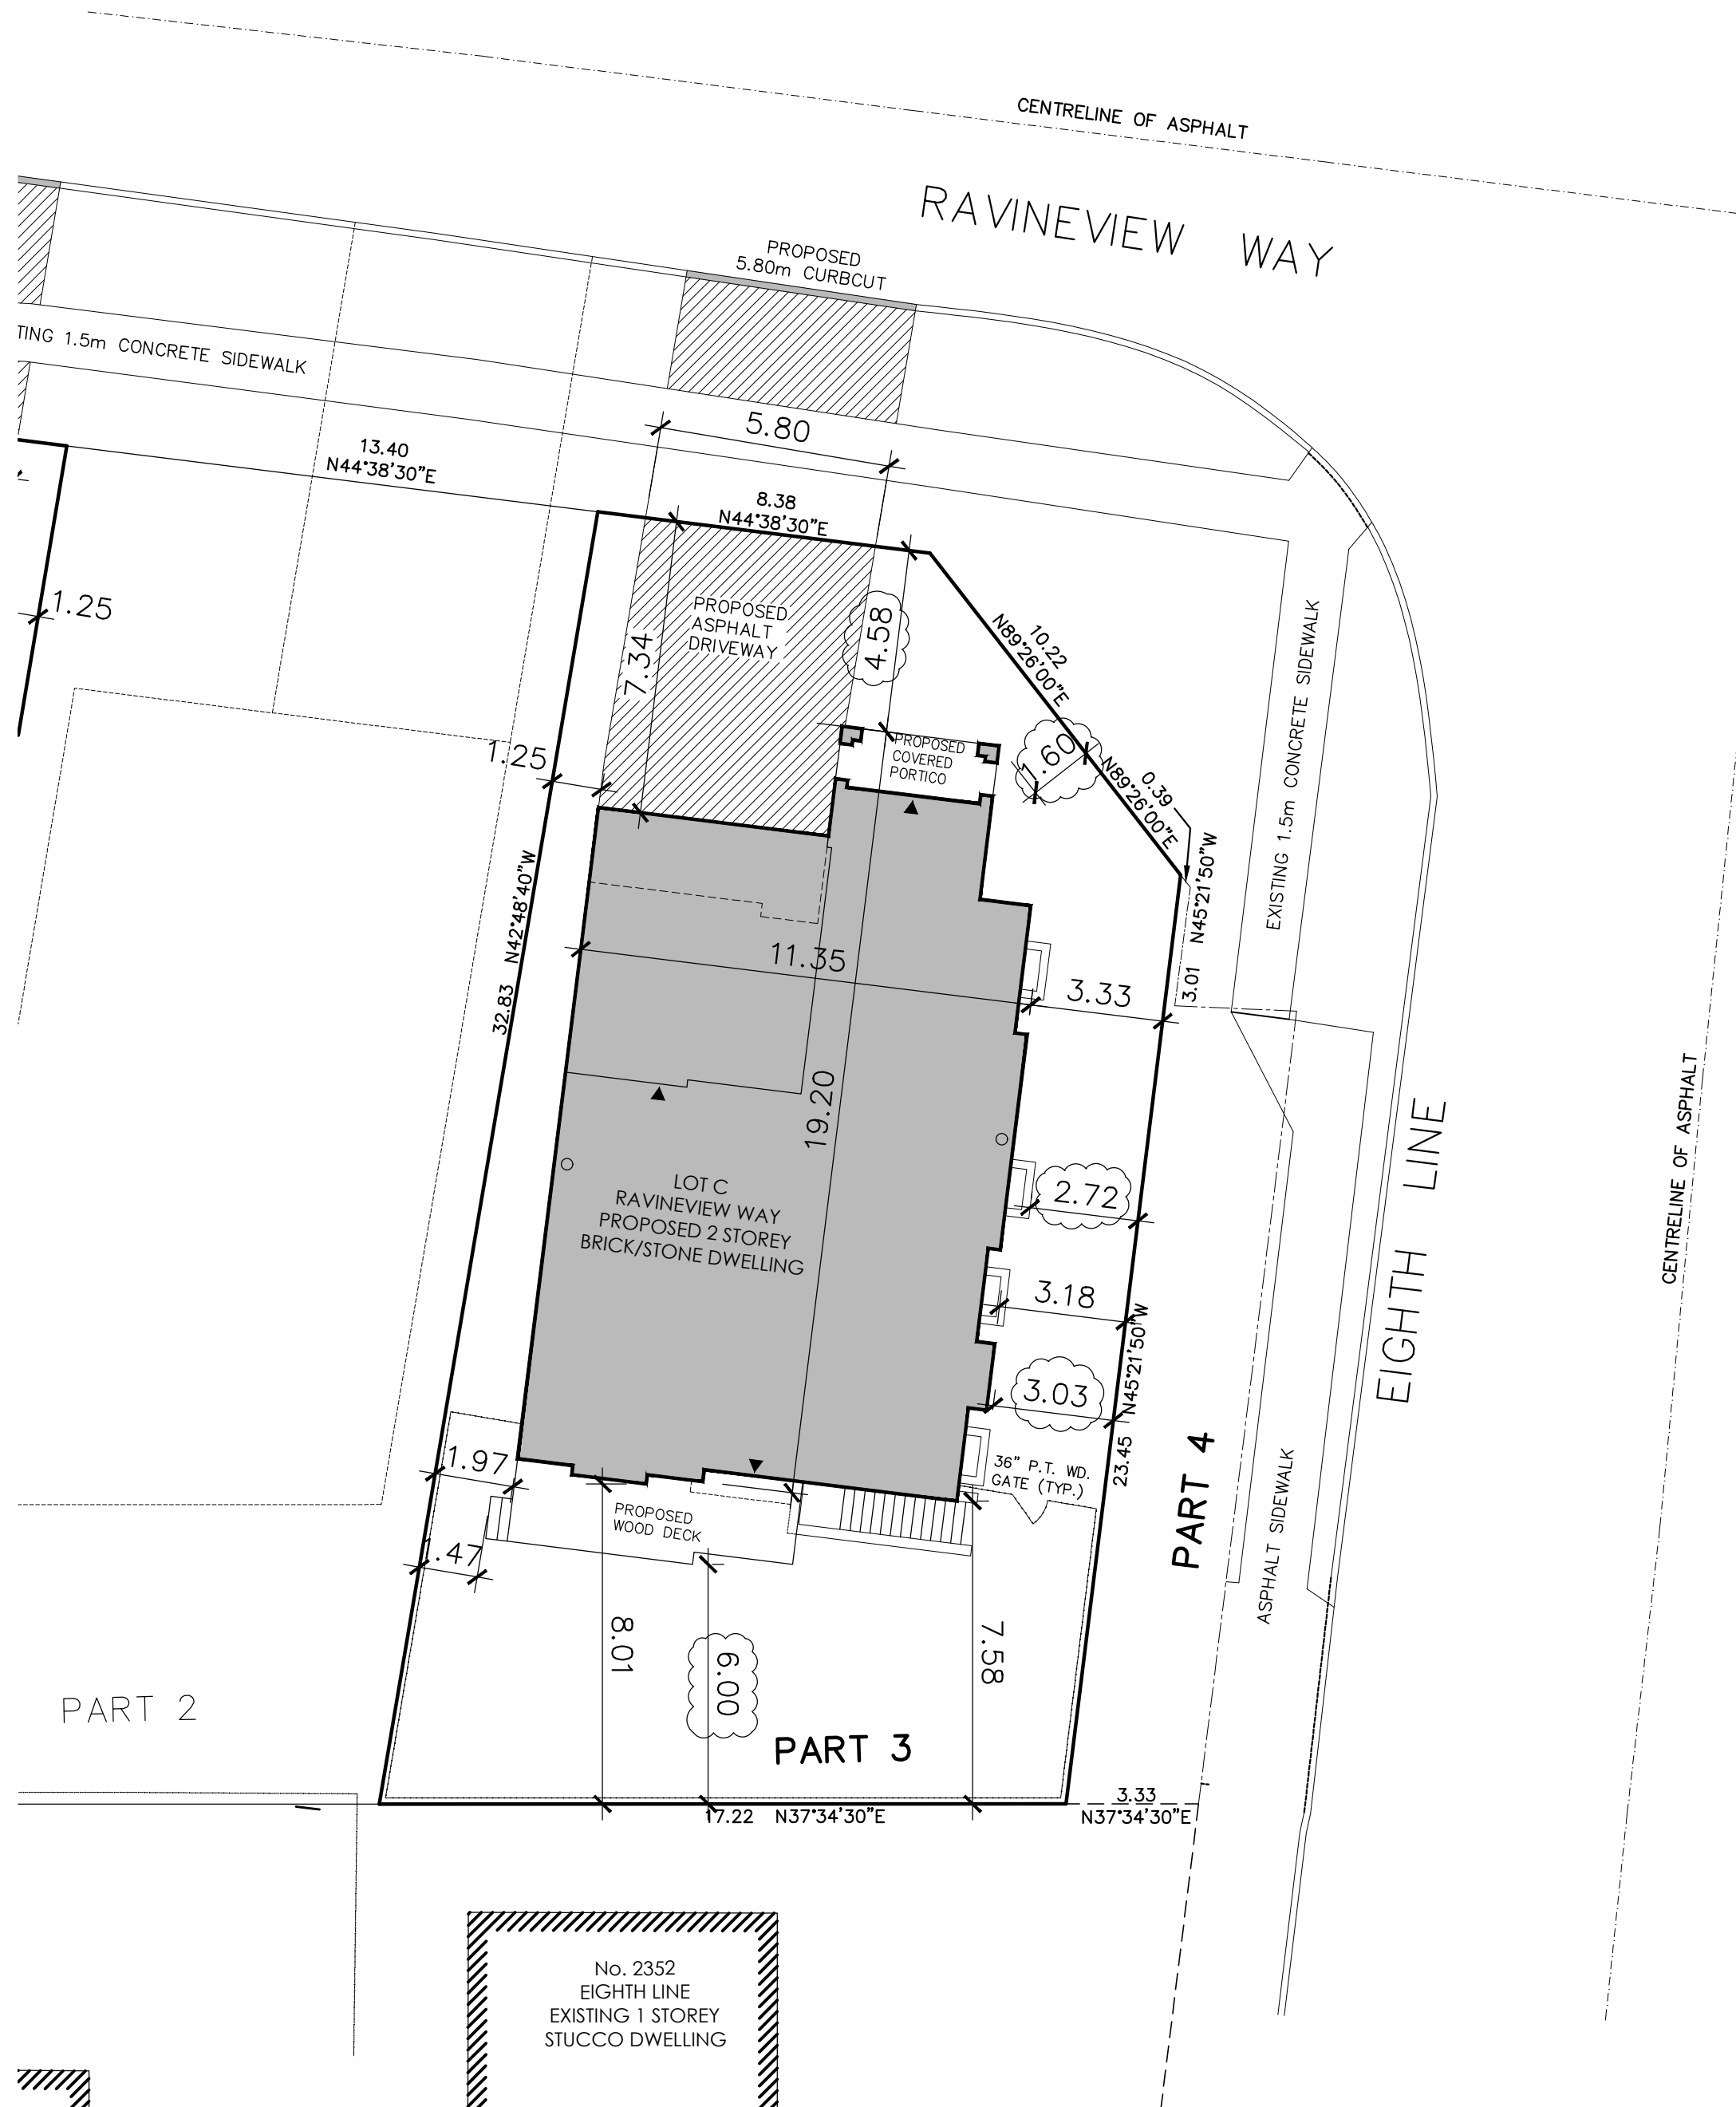 CENTRELINE OF ASPHALT
RAVINEVIEW WAY
PROPOSED
5.80m CURBCUT
TING 1.5m CONCRETE SIDEWALK
5.80
13.40
N44°38'30"E
8.38
N44°38'30"E
1.25
PROPOSED
ASPHALT
DRIVEWAY
7.34
4.58
10.22
N89°26'00"E
EXISTING 1.5m CONCRETE SIDEWALK
1.25
PROPOSED
COVERED
PORTICO
1.60
0.39
N89°26'00"E
3.01 N45°21'50"W
32.83 N42°48'40"W
11.35
3.33
19.20
LOT C
RAVINEVIEW WAY
PROPOSED 2 STOREY
BRICK/STONE DWELLING
2.72
3.18
3.03
23.45 N45°21'50"W
EIGHTH LINE
CENTRELINE OF ASPHALT
PART 4
ASPHALT SIDEWALK
1.97
36" P.T. WD.
GATE (TYP.)
PROPOSED
WOOD DECK
1.47
8.01
6.00
7.58
PART 2
PART 3
17.22 N37°34'30"E
3.33
N37°34'30"E
No. 2352
EIGHTH LINE
EXISTING 1 STOREY
STUCCO DWELLING